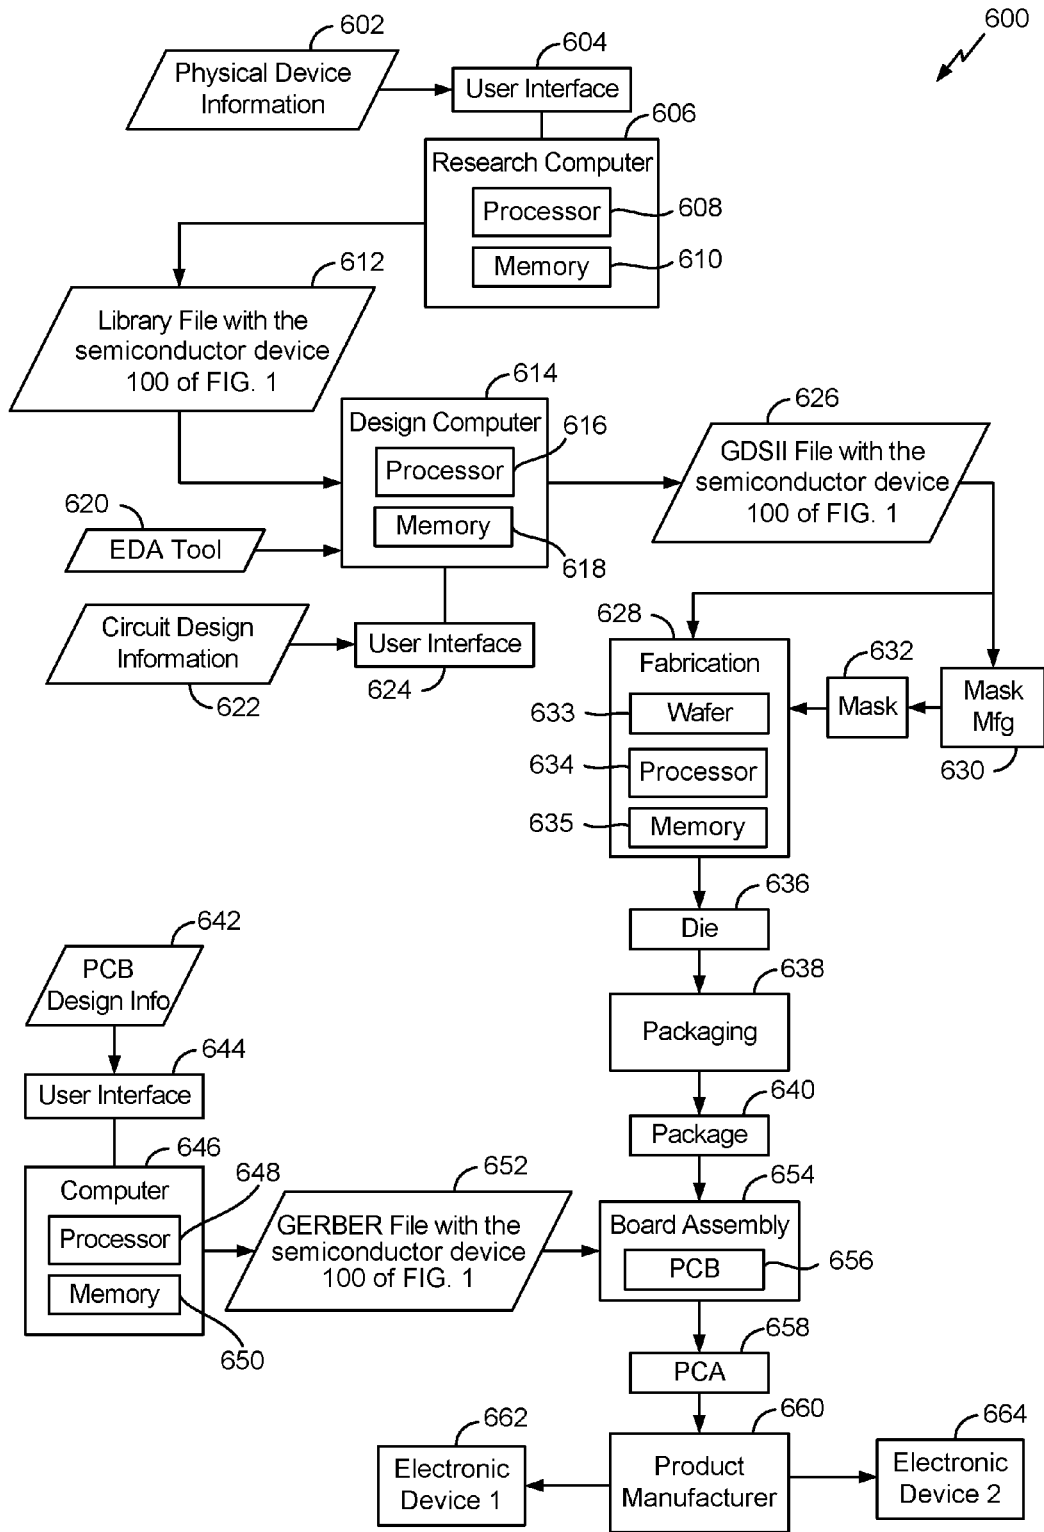 600
602
604
Physical Device
Information
User Interface
606
Research Computer
Processor
608
Memory
610
612
Library File with the
semiconductor device
100 of FIG. 1
614
Design Computer
616
Processor
Memory
618
620
EDA Tool
Circuit Design
Information
622
User Interface
624
626
GDSII File with the
semiconductor device
100 of FIG. 1
628
Fabrication
632
Mask
Mask
Mfg
630
633
Wafer
634
Processor
635
Memory
636
Die
638
Packaging
640
Package
642
PCB
Design Info
644
User Interface
646
Computer
648
Processor
Memory
650
652
GERBER File with the
semiconductor device
100 of FIG. 1
654
Board Assembly
PCB
656
658
PCA
660
Product
Manufacturer
662
Electronic
Device 1
664
Electronic
Device 2